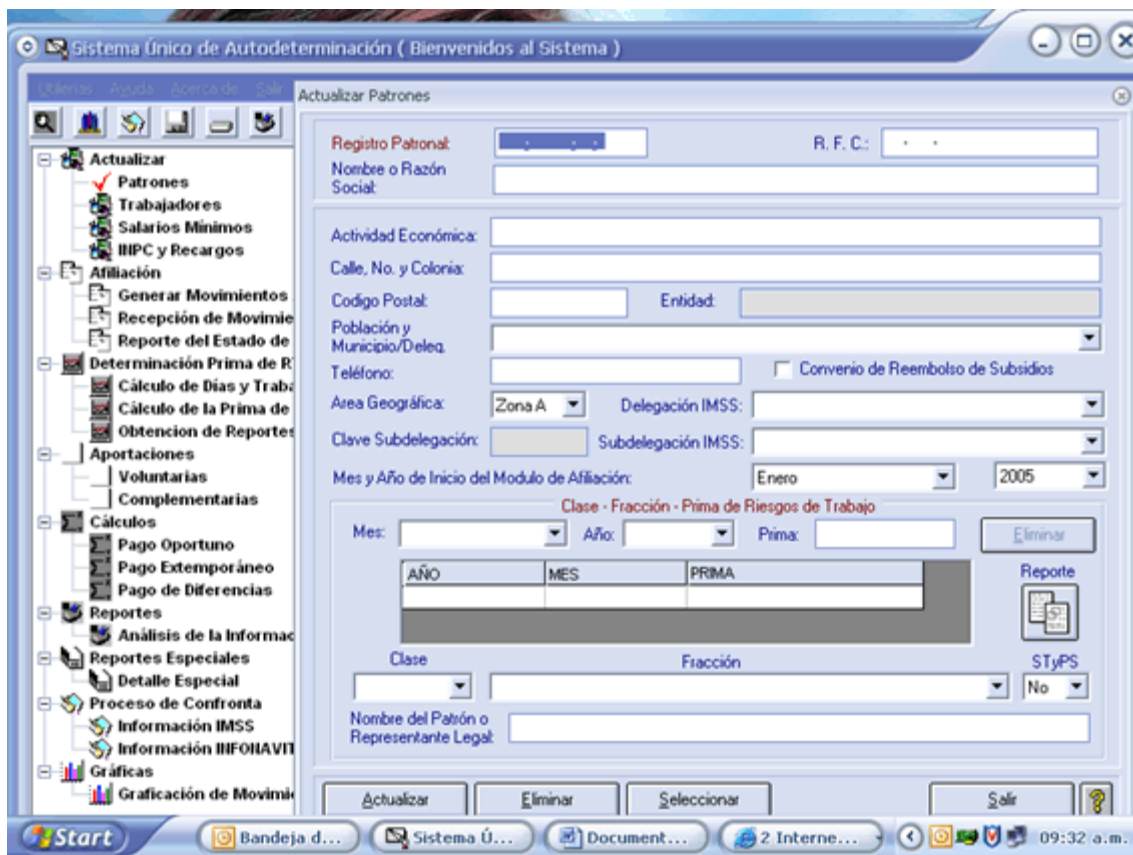 Sistema Único de Autodeterminación ( Bienvenidos al Sistema )
Utilerias Ayuda Acerca de Salir
Actualizar
Patrones
Trabajadores
Salarios Mínimos
INPC y Recargos
Afiliación
Generar Movimientos
Recepción de Movimie
Reporte del Estado de
Determinación Prima de R
Cálculo de Días y Traba
Cálculo de la Prima de
Obtencion de Reportes
Aportaciones
Voluntarias
Complementarias
Cálculos
Pago Oportuno
Pago Extemporáneo
Pago de Diferencias
Reportes
Análisis de la Informac
Reportes Especiales
Detalle Especial
Proceso de Confronta
Información IMSS
Información INFONAVIT
Gráficas
Graficación de Movimi
Actualizar Patrones
Registro Patronal: R. F. C.: - -
Nombre o Razón
Social:
Actividad Económica:
Calle, No. y Colonia:
Codigo Postal: Entidad:
Población y
Municipio/Deleg.
Teléfono: Convenio de Reembolso de Subsidios
Area Geográfica: Zona A Delegación IMSS:
Clave Subdelegación: Subdelegación IMSS:
Mes y Año de Inicio del Modulo de Afiliación: Enero 2005
Clase - Fracción - Prima de Riesgos de Trabajo
Mes: Año: Prima: Eliminar
AÑO MES PRIMA Reporte
Clase Fracción STyPS
No
Nombre del Patrón o
Representante Legal:
Actualizar Eliminar Seleccionar Salir ?
Start Bandeja d... Sistema Ú... Document... 2 Interne... 09:32 a.m.